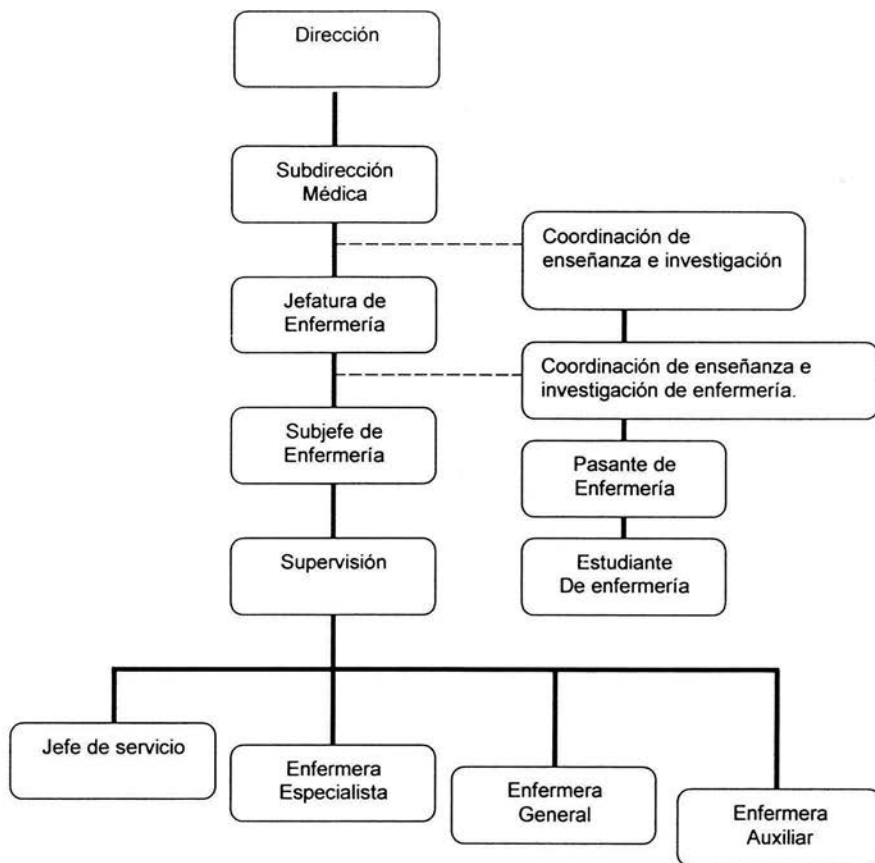 Dirección
Subdirección
Médica
Coordinación de
enseñanza e investigación
Jefatura de
Enfermería
Coordinación de enseñanza e
investigación de enfermería.
Subjefe de
Enfermería
Pasante de
Enfermería
Supervisión
Estudiante
De enfermería
Jefe de servicio
Enfermera
Especialista
Enfermera
General
Enfermera
Auxiliar